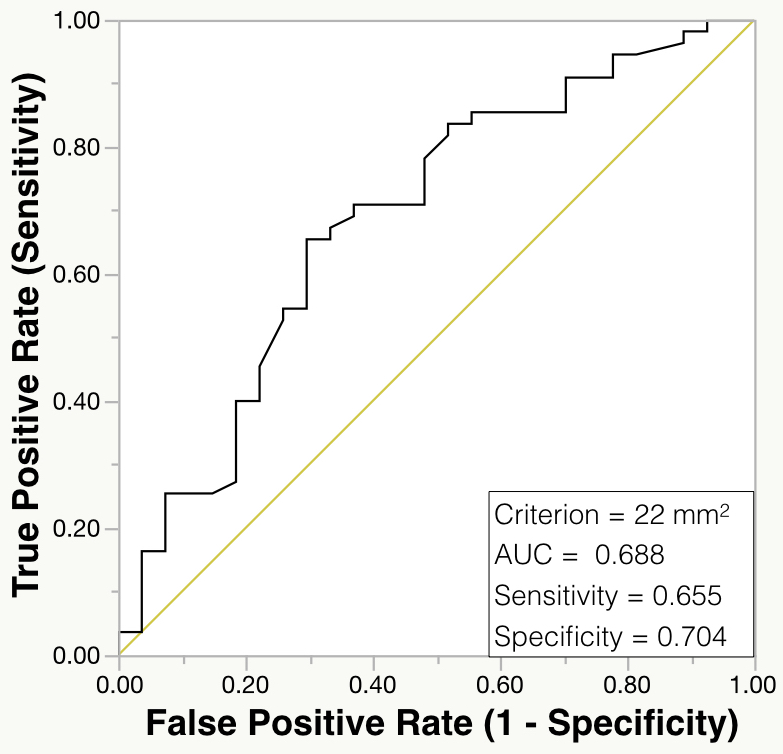 True Positive Rate (Sensitivity)
1.00
0.80
0.60
0.40
0.20
0.00
Criterion = 22 mm²
AUC = 0.688
Sensitivity = 0.655
Specificity = 0.704
0.00 0.20 0.40 0.60 0.80 1.00
False Positive Rate (1 - Specificity)